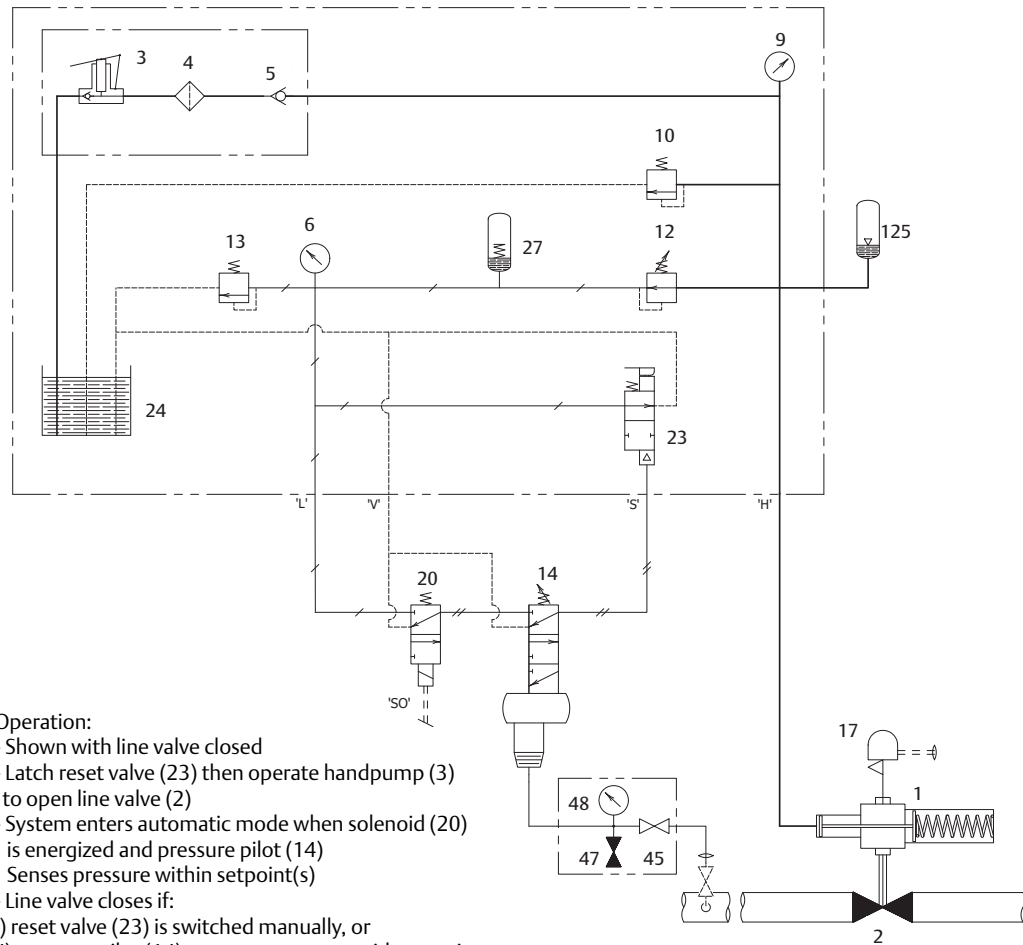 3
4
5
9
10
6
13
27
12
125
24
23
'L'
'V'
'S'
'H'
20
14
'SO'
Operation:
Shown with line valve closed
Latch reset valve (23) then operate handpump (3)
to open line valve (2)
System enters automatic mode when solenoid (20)
is energized and pressure pilot (14)
Senses pressure within setpoint(s)
Line valve closes if:
) reset valve (23) is switched manually, or
17
1
48
47
45
2